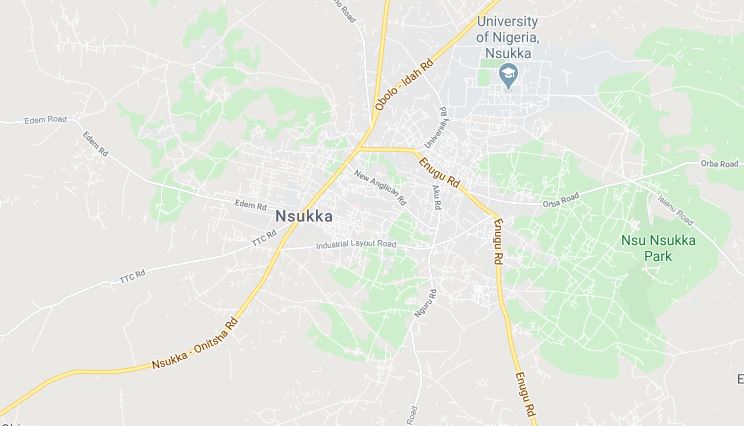 University
of Nigeria,
Nsukka
Obolo - Idah Rd
University Rd
Edem Road
Edem Rd
Enugu Rd
Orba Road
New Anglican Rd
Aku Rd
Isienu Road
Edem Rd
Orba Road
Nsukka
Enugu Rd
TTC Rd
Industrial Layout Road
Nsu Nsukka
Park
TTC Rd
Nguru Rd
Nsukka - Onitsha Rd
Enugu Rd
Road